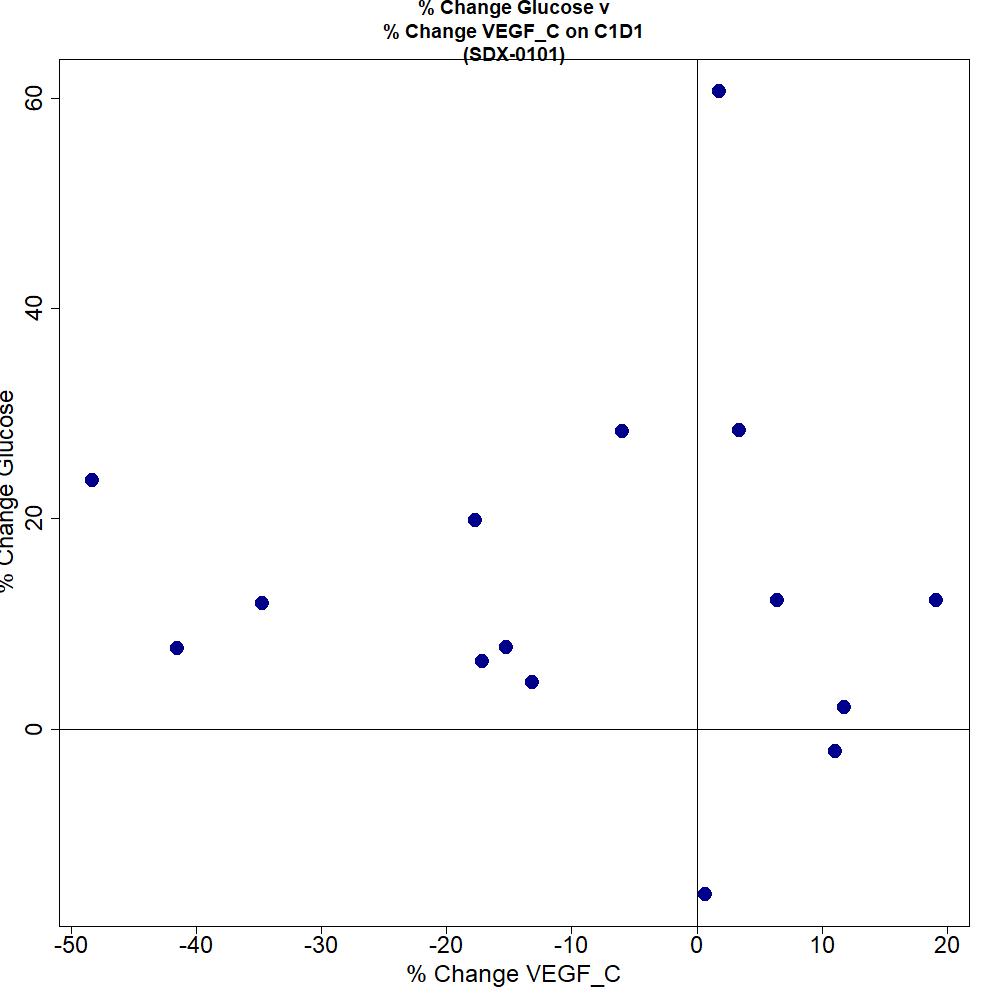 % Change Glucose v
% Change VEGF_C on C1D1
(SDX-0101)
% Change Glucose
60
40
20
0
-50 -40 -30 -20 -10 0 10 20
% Change VEGF_C